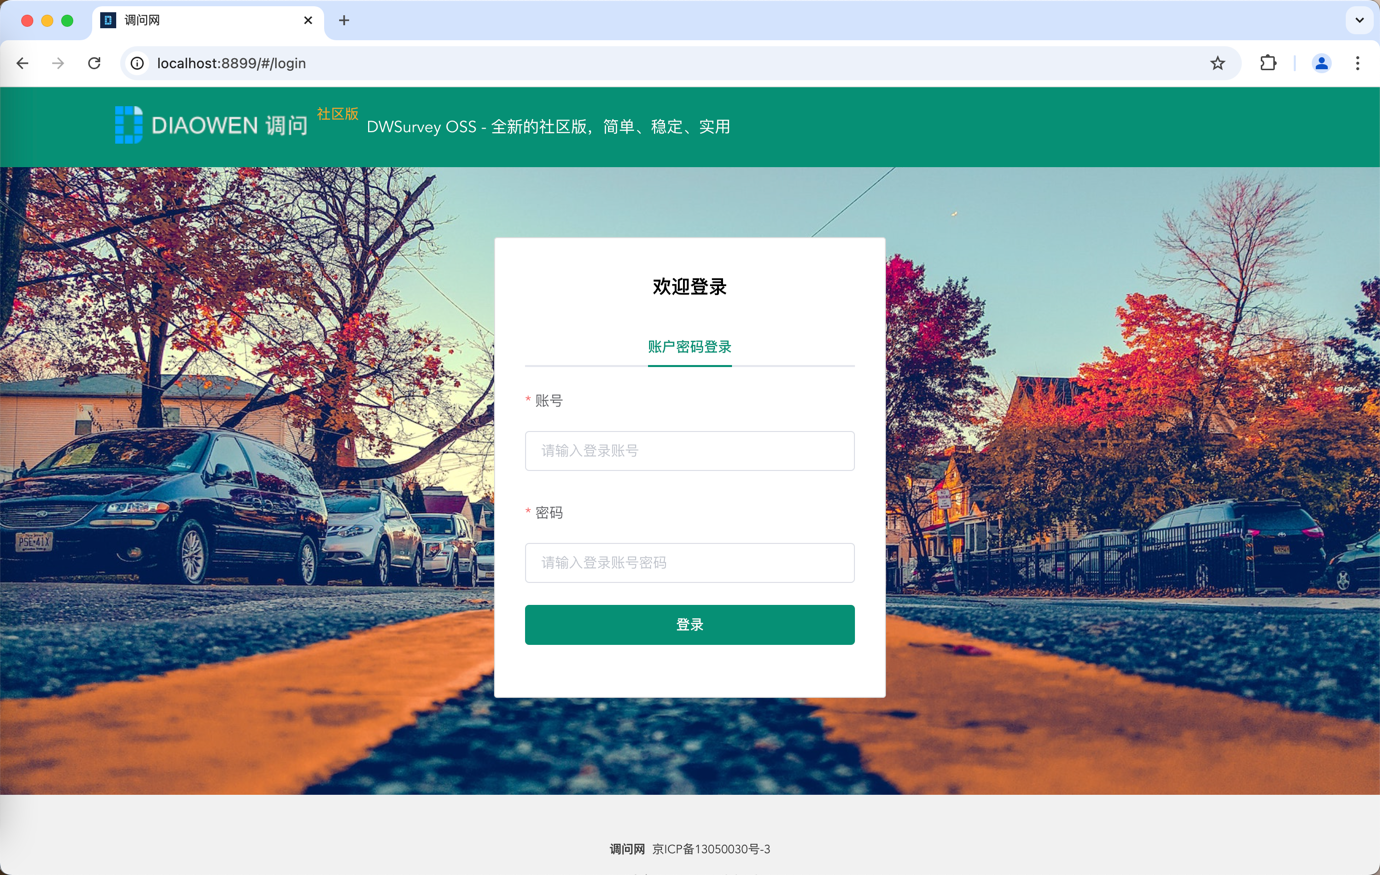 调问网
localhost:8899/#/login
DIAOWEN 调问 社区版 DWSurvey OSS - 全新的社区版，简单、稳定、实用
欢迎登录
账户密码登录
* 账号
请输入登录账号
* 密码
请输入登录账号密码
登录
PSE-41X
调问网 京ICP备13050030号-3